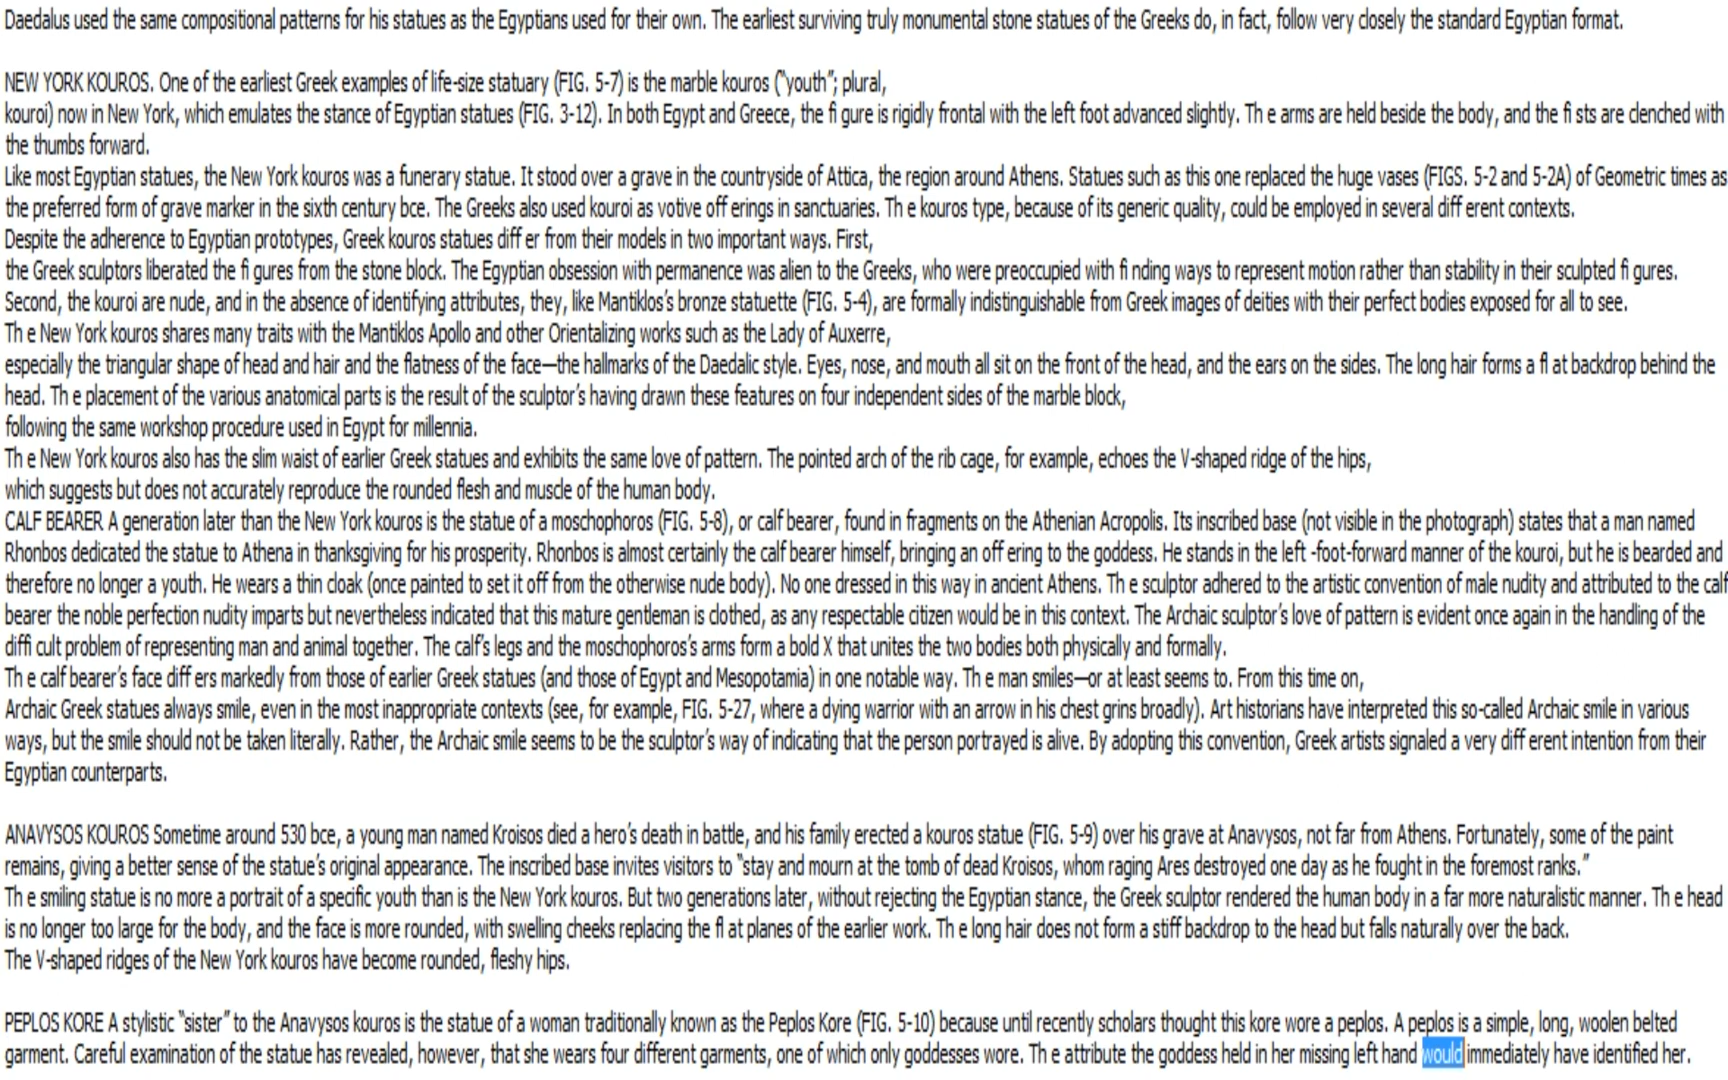 Daedalus used the same compositional patterns for his statues as the Egyptians used for their own. The earliest surviving truly monumental stone statues of the Greeks do, in fact, follow very closely the standard Egyptian format.
NEW YORK KOUROS. One of the earliest Greek examples of life-size statuary (FIG. 5-7) is the marble kouros (“youth”; plural,
kouroi) now in New York, which emulates the stance of Egyptian statues (FIG. 3-12). In both Egypt and Greece, the fi gure is rigidly frontal with the left foot advanced slightly. Th e arms are held beside the body, and the fi sts are clenched with
the thumbs forward.
Like most Egyptian statues, the New York kouros was a funerary statue. It stood over a grave in the countryside of Attica, the region around Athens. Statues such as this one replaced the huge vases (FIGS. 5-2 and 5-2A) of Geometric times as
the preferred form of grave marker in the sixth century bce. The Greeks also used kouroi as votive off erings in sanctuaries. Th e kouros type, because of its generic quality, could be employed in several diff erent contexts.
Despite the adherence to Egyptian prototypes, Greek kouros statues diff er from their models in two important ways. First,
the Greek sculptors liberated the fi gures from the stone block. The Egyptian obsession with permanence was alien to the Greeks, who were preoccupied with fi nding ways to represent motion rather than stability in their sculpted fi gures.
Second, the kouroi are nude, and in the absence of identifying attributes, they, like Mantiklos’s bronze statuette (FIG. 5-4), are formally indistinguishable from Greek images of deities with their perfect bodies exposed for all to see.
Th e New York kouros shares many traits with the Mantiklos Apollo and other Orientalizing works such as the Lady of Auxerre,
especially the triangular shape of head and hair and the flatness of the face—the hallmarks of the Daedalic style. Eyes, nose, and mouth all sit on the front of the head, and the ears on the sides. The long hair forms a fl at backdrop behind the
head. Th e placement of the various anatomical parts is the result of the sculptor’s having drawn these features on four independent sides of the marble block,
following the same workshop procedure used in Egypt for millennia.
Th e New York kouros also has the slim waist of earlier Greek statues and exhibits the same love of pattern. The pointed arch of the rib cage, for example, echoes the V-shaped ridge of the hips,
which suggests but does not accurately reproduce the rounded flesh and muscle of the human body.
CALF BEARER A generation later than the New York kouros is the statue of a moschophoros (FIG. 5-8), or calf bearer, found in fragments on the Athenian Acropolis. Its inscribed base (not visible in the photograph) states that a man named
Rhonbos dedicated the statue to Athena in thanksgiving for his prosperity. Rhonbos is almost certainly the calf bearer himself, bringing an off ering to the goddess. He stands in the left -foot-forward manner of the kouroi, but he is bearded and
therefore no longer a youth. He wears a thin cloak (once painted to set it off from the otherwise nude body). No one dressed in this way in ancient Athens. Th e sculptor adhered to the artistic convention of male nudity and attributed to the calf
bearer the noble perfection nudity imparts but nevertheless indicated that this mature gentleman is clothed, as any respectable citizen would be in this context. The Archaic sculptor’s love of pattern is evident once again in the handling of the
diffi cult problem of representing man and animal together. The calf’s legs and the moschophoros’s arms form a bold X that unites the two bodies both physically and formally.
Th e calf bearer’s face diff ers markedly from those of earlier Greek statues (and those of Egypt and Mesopotamia) in one notable way. Th e man smiles—or at least seems to. From this time on,
Archaic Greek statues always smile, even in the most inappropriate contexts (see, for example, FIG. 5-27, where a dying warrior with an arrow in his chest grins broadly). Art historians have interpreted this so-called Archaic smile in various
ways, but the smile should not be taken literally. Rather, the Archaic smile seems to be the sculptor’s way of indicating that the person portrayed is alive. By adopting this convention, Greek artists signaled a very diff erent intention from their
Egyptian counterparts.
ANAVYSOS KOUROS Sometime around 530 bce, a young man named Kroisos died a hero’s death in battle, and his family erected a kouros statue (FIG. 5-9) over his grave at Anavysos, not far from Athens. Fortunately, some of the paint
remains, giving a better sense of the statue’s original appearance. The inscribed base invites visitors to “stay and mourn at the tomb of dead Kroisos, whom raging Ares destroyed one day as he fought in the foremost ranks.”
Th e smiling statue is no more a portrait of a specific youth than is the New York kouros. But two generations later, without rejecting the Egyptian stance, the Greek sculptor rendered the human body in a far more naturalistic manner. Th e head
is no longer too large for the body, and the face is more rounded, with swelling cheeks replacing the fl at planes of the earlier work. Th e long hair does not form a stiff backdrop to the head but falls naturally over the back.
The V-shaped ridges of the New York kouros have become rounded, fleshy hips.
PEPLOS KORE A stylistic “sister” to the Anavysos kouros is the statue of a woman traditionally known as the Peplos Kore (FIG. 5-10) because until recently scholars thought this kore wore a peplos. A peplos is a simple, long, woolen belted
garment. Careful examination of the statue has revealed, however, that she wears four different garments, one of which only goddesses wore. Th e attribute the goddess held in her missing left hand would immediately have identified her.